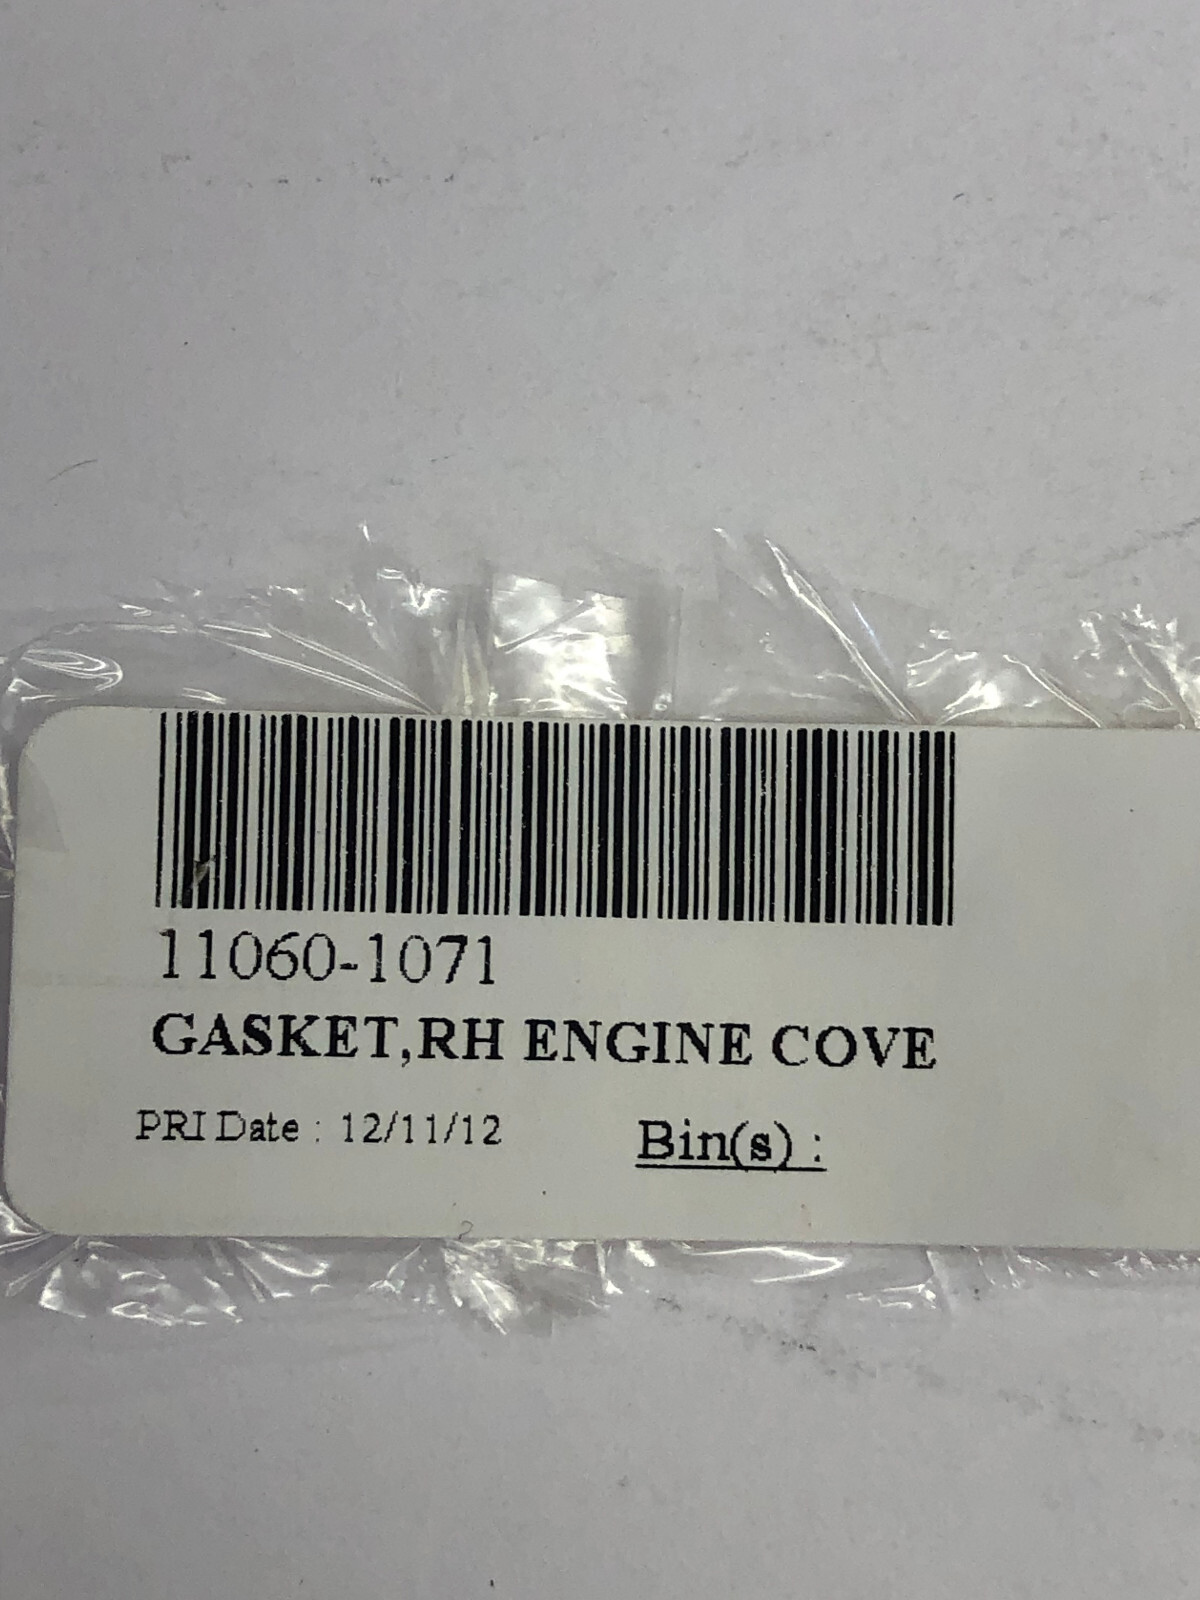 11060-1071
GASKET,RH ENGINE COVE
PRI Date : 12/11/12 Bin(s) :